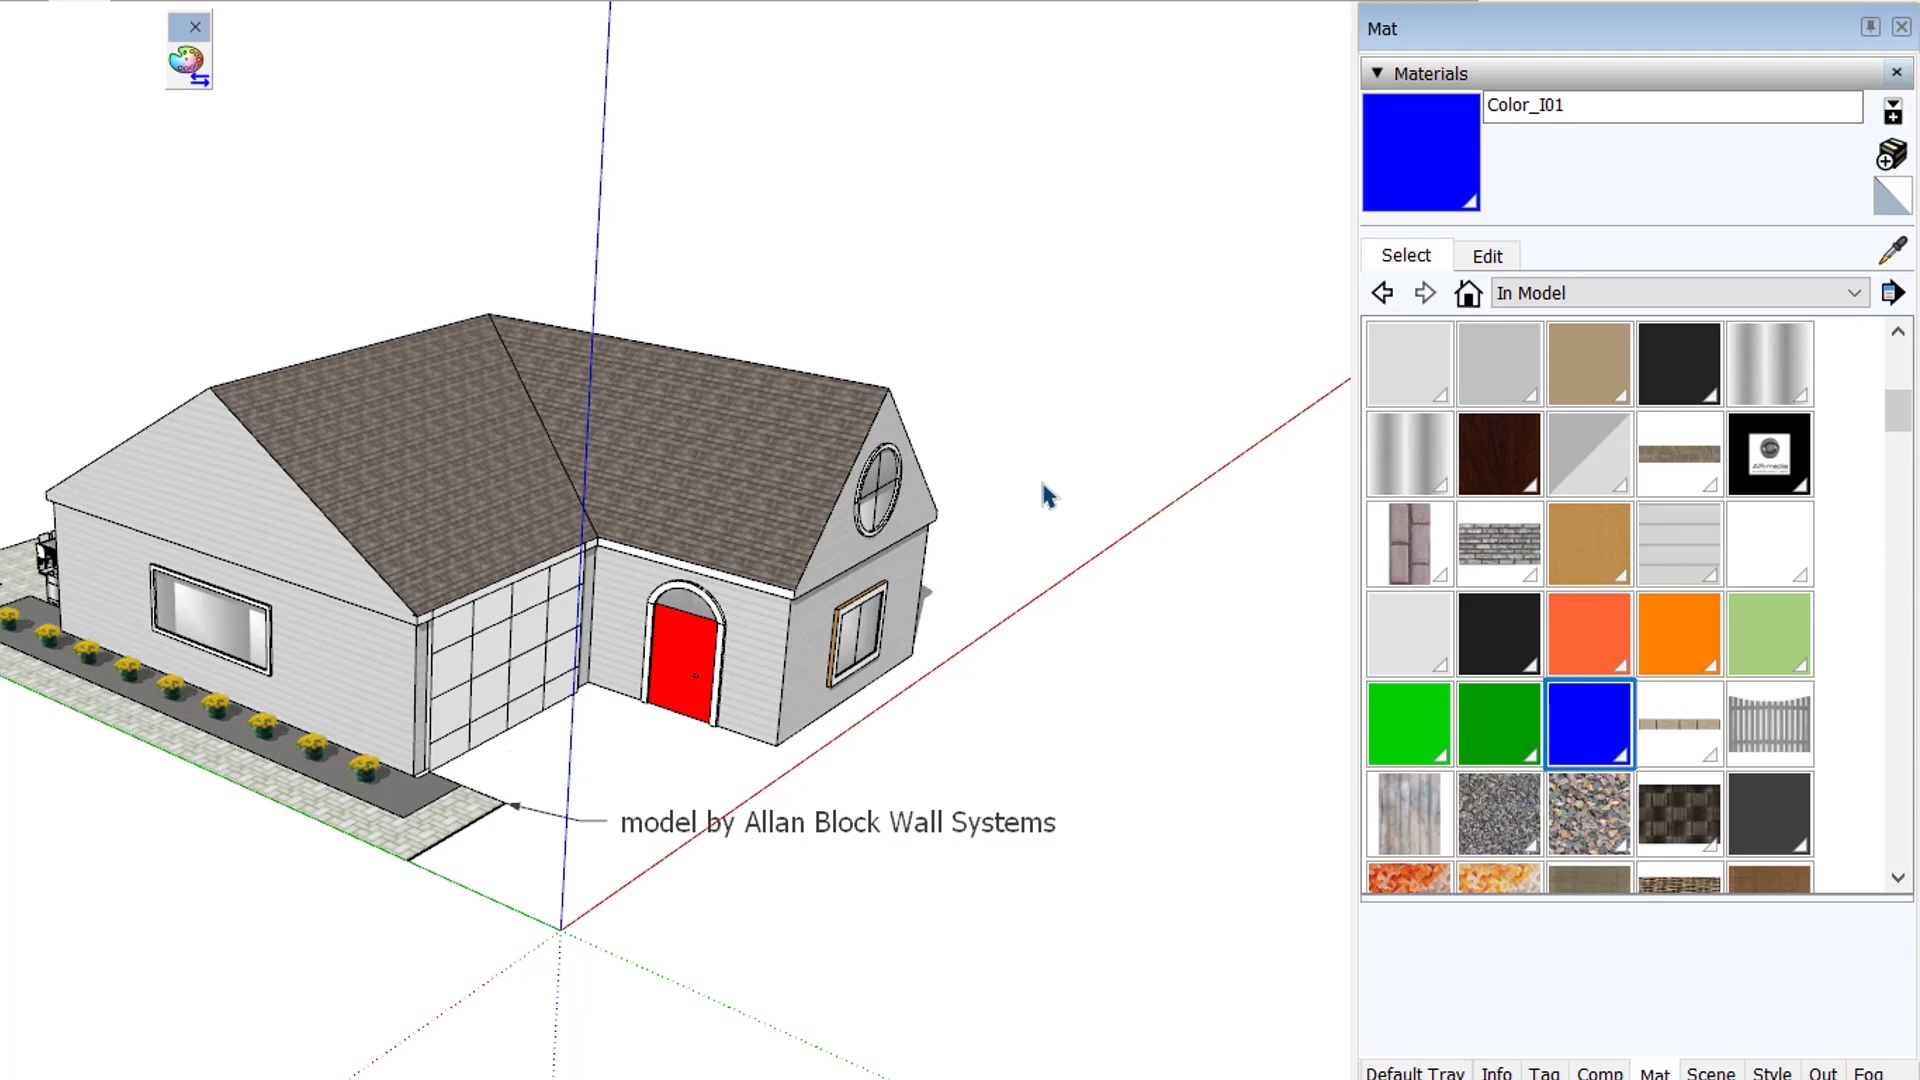 Mat
Materials
Color_I01
Select
Edit
In Model
model by Allan Block Wall Systems
Default Tray
Info
Tag
Comp
Mat
Scene
Style
Out
Fog